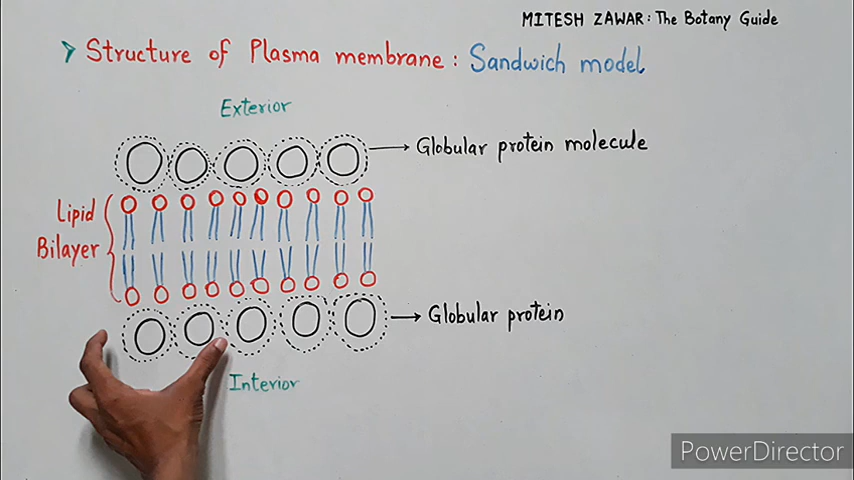 MITESH ZAWAR: The Botany Guide
Structure of Plasma membrane: Sandwich model
Exterior
Globular protein molecule
Lipid
Bilayer
Globular protein
Interior
PowerDirector